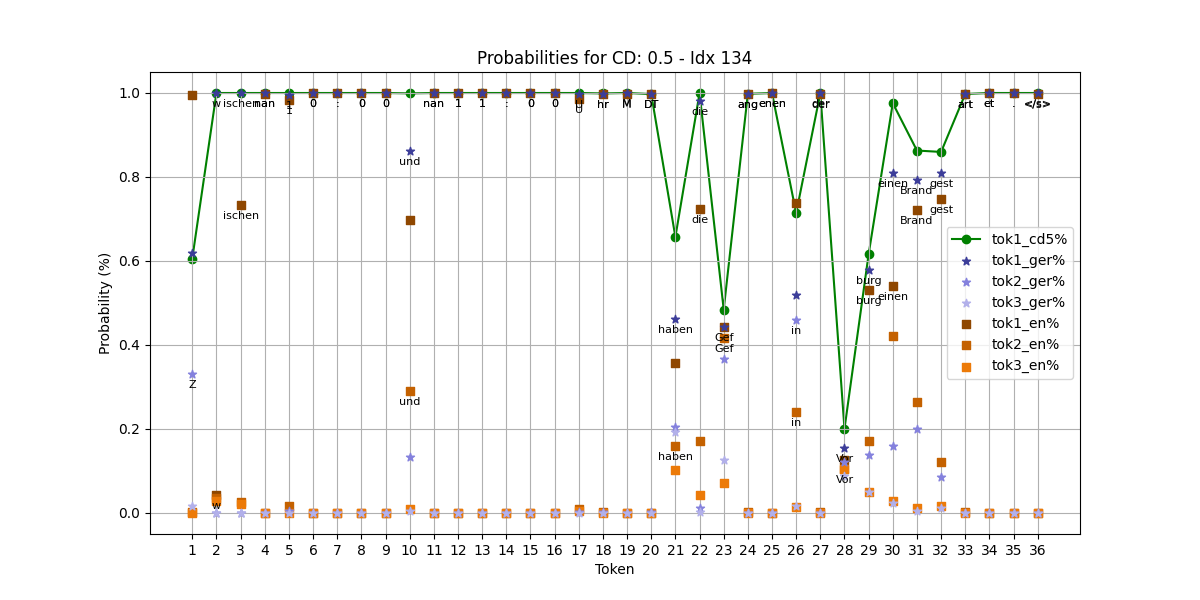 Probabilities for CD: 0.5 - Idx 134
Probability (%)
1.0
0.8
0.6
0.4
0.2
0.0
w ischen nan 1 0 : 0 0 nan 1 1 : 0 0 U hr M DT die ang enen der art et . </s>
1 U
und
ischen
die
einen Brand gest
Brand gest
burg
burg einen
haben in
Gef
Gef
Z
und
in
haben
Vor
Vor
w
tok1_cd5%
tok1_ger%
tok2_ger%
tok3_ger%
tok1_en%
tok2_en%
tok3_en%
1 2 3 4 5 6 7 8 9 10 11 12 13 14 15 16 17 18 19 20 21 22 23 24 25 26 27 28 29 30 31 32 33 34 35 36
Token